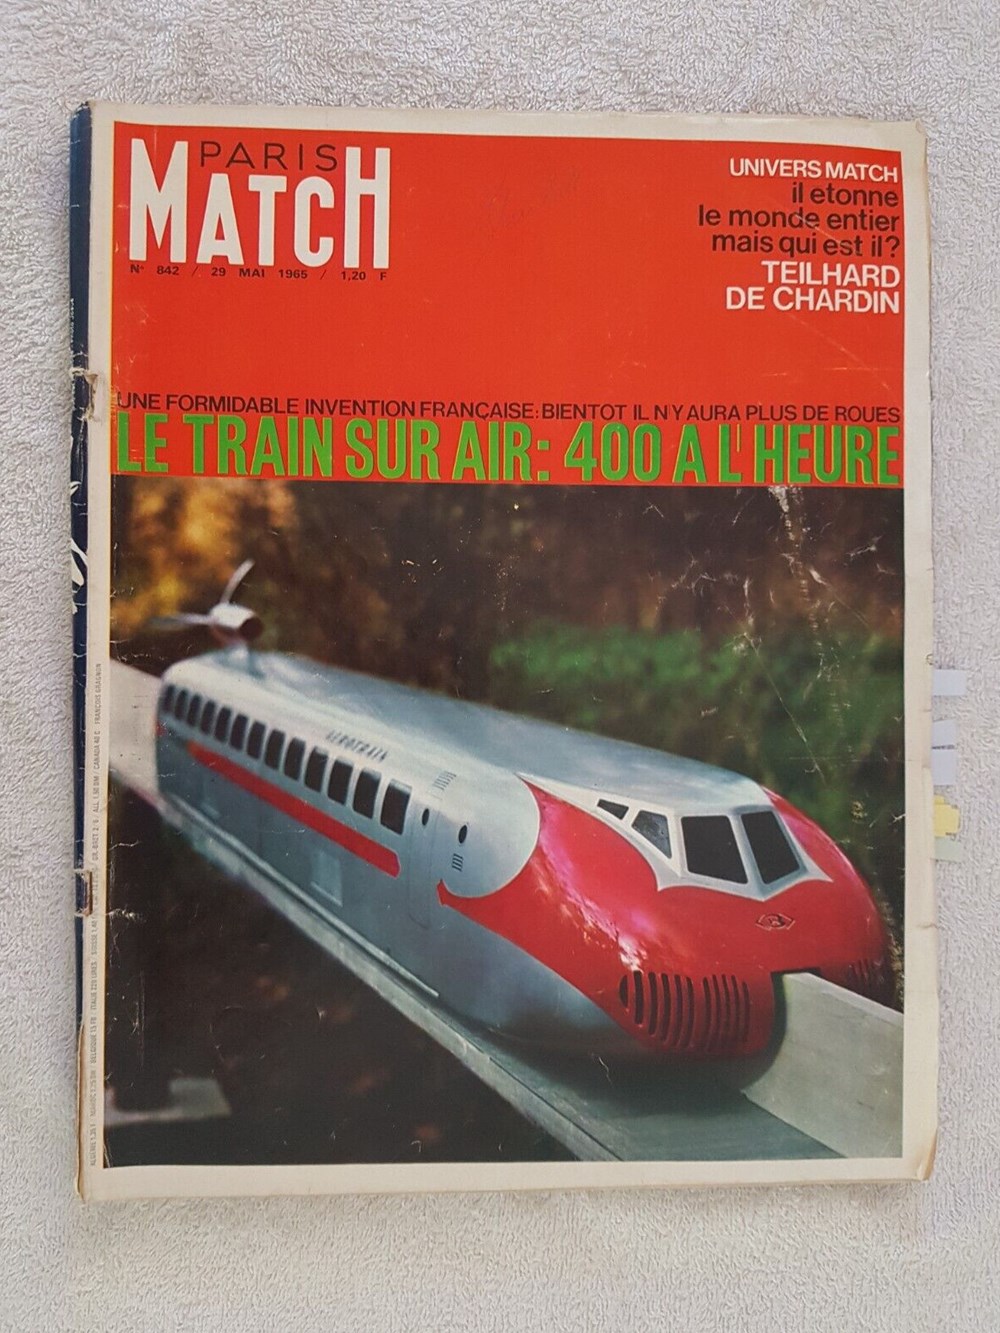 PARIS
MATCH
N° 842 / 29 MAI 1965 / 1,20 F
UNIVERS MATCH
il etonne
le monde entier
mais qui est il?
TEILHARD
DE CHARDIN
UNE FORMIDABLE INVENTION FRANÇAISE: BIENTOT IL N'Y AURA PLUS DE ROUES
LE TRAIN SUR AIR: 400 A L'HEURE
AEROTRAIN